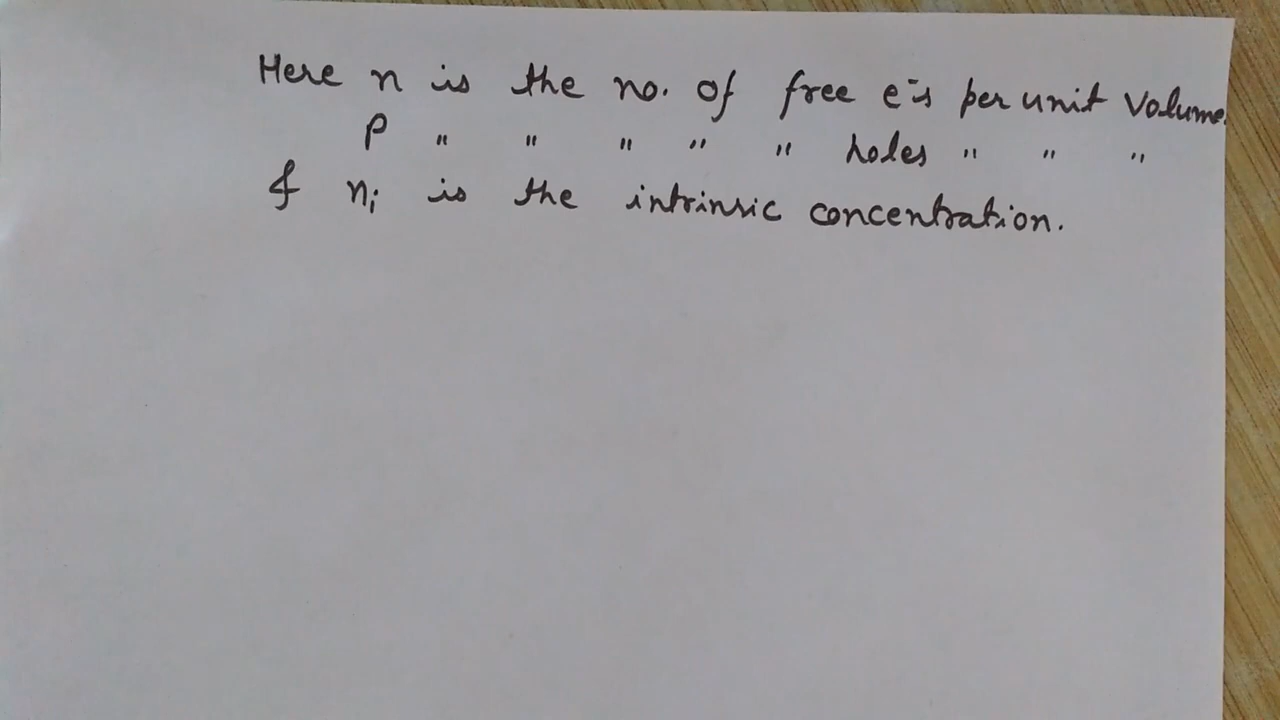 Here n is the no. of free e⁻s per unit Volume.
p " " " " " holes " " "
& nᵢ is the intrinsic concentration.